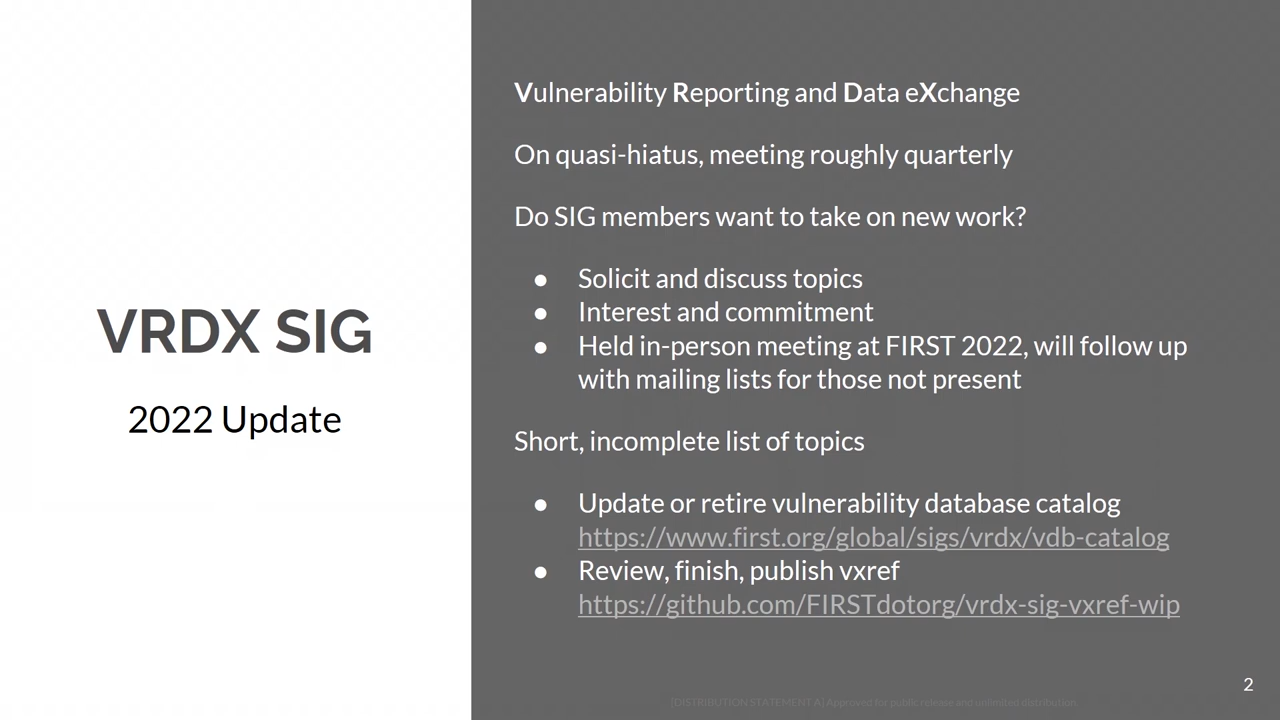 VRDX SIG
2022 Update
Vulnerability Reporting and Data eXchange
On quasi-hiatus, meeting roughly quarterly
Do SIG members want to take on new work?
● Solicit and discuss topics
● Interest and commitment
● Held in-person meeting at FIRST 2022, will follow up
with mailing lists for those not present
Short, incomplete list of topics
● Update or retire vulnerability database catalog
https://www.first.org/global/sigs/vrdx/vdb-catalog
● Review, finish, publish vxref
https://github.com/FIRSTdotorg/vrdx-sig-vxref-wip
2
[DISTRIBUTION STATEMENT A] Approved for public release and unlimited distribution.